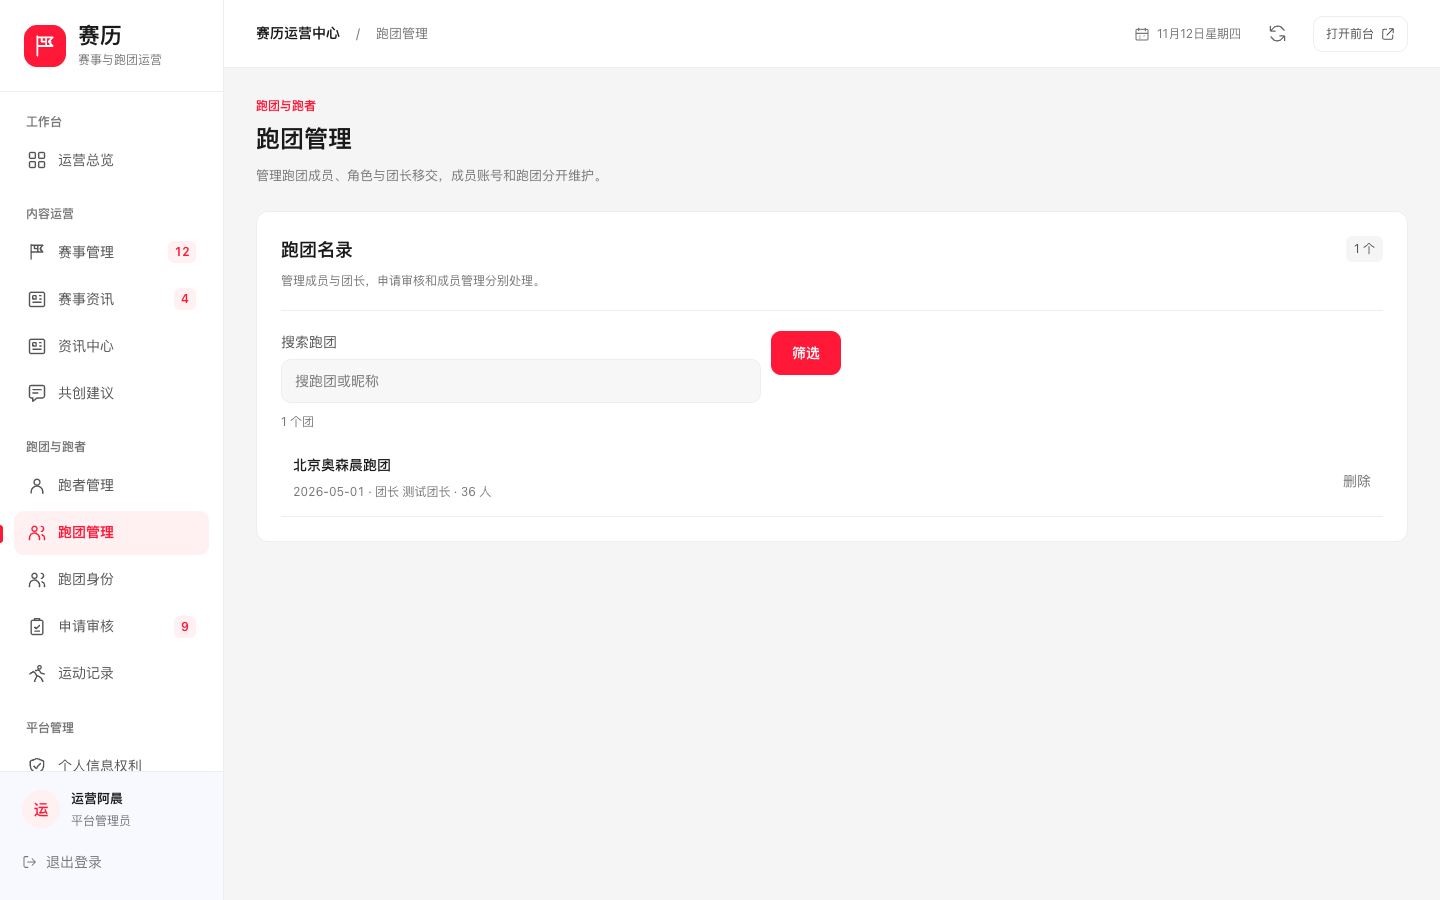 赛历
赛事与跑团运营
工作台
运营总览
内容运营
赛事管理 12
赛事资讯 4
资讯中心
共创建议
跑团与跑者
跑者管理
跑团管理
跑团身份
申请审核 9
运动记录
平台管理
个人信息权利
运 运营阿晨
平台管理员
退出登录
赛历运营中心 / 跑团管理
11月12日星期四
打开前台
跑团与跑者
跑团管理
管理跑团成员、角色与团长移交，成员账号和跑团分开维护。
跑团名录
1 个
管理成员与团长，申请审核和成员管理分别处理。
搜索跑团
搜跑团或昵称
筛选
1 个团
北京奥森晨跑团
2026-05-01 · 团长 测试团长 · 36 人
删除